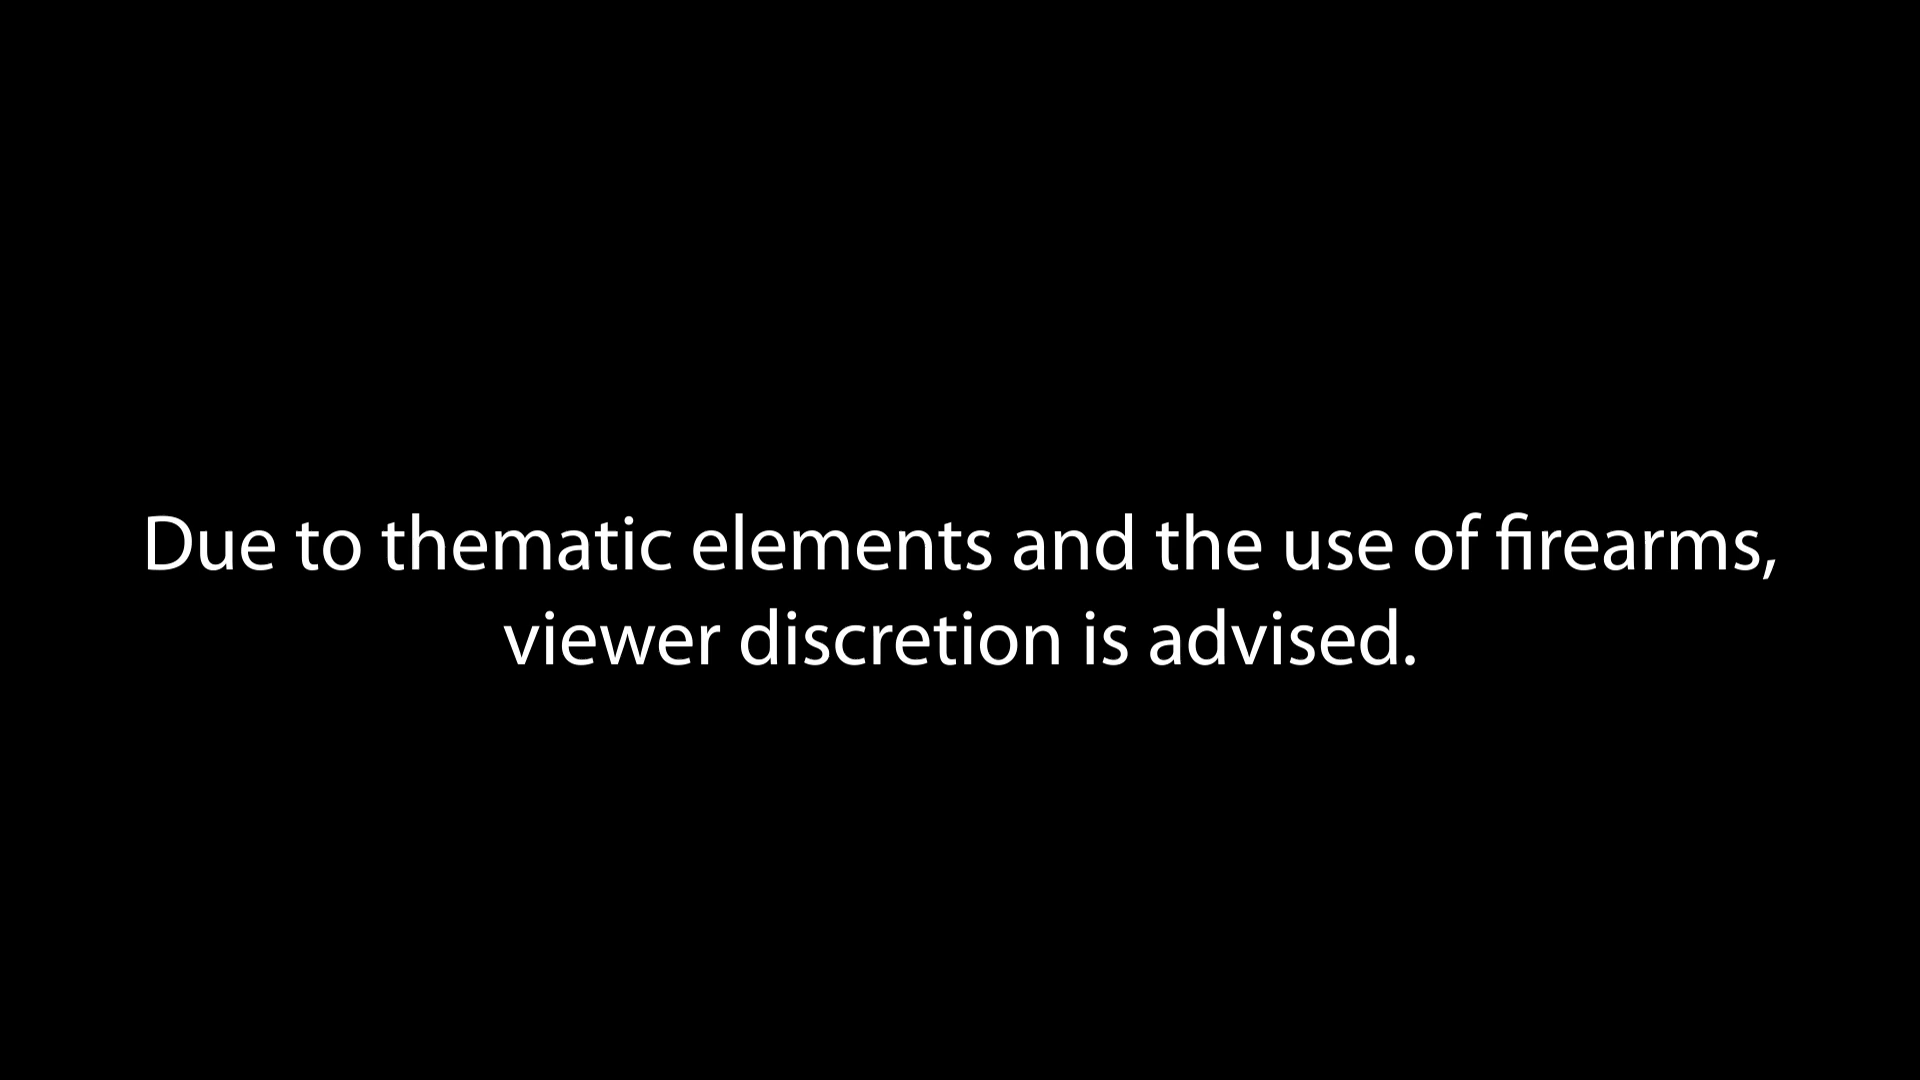 Due to thematic elements and the use of firearms,
viewer discretion is advised.